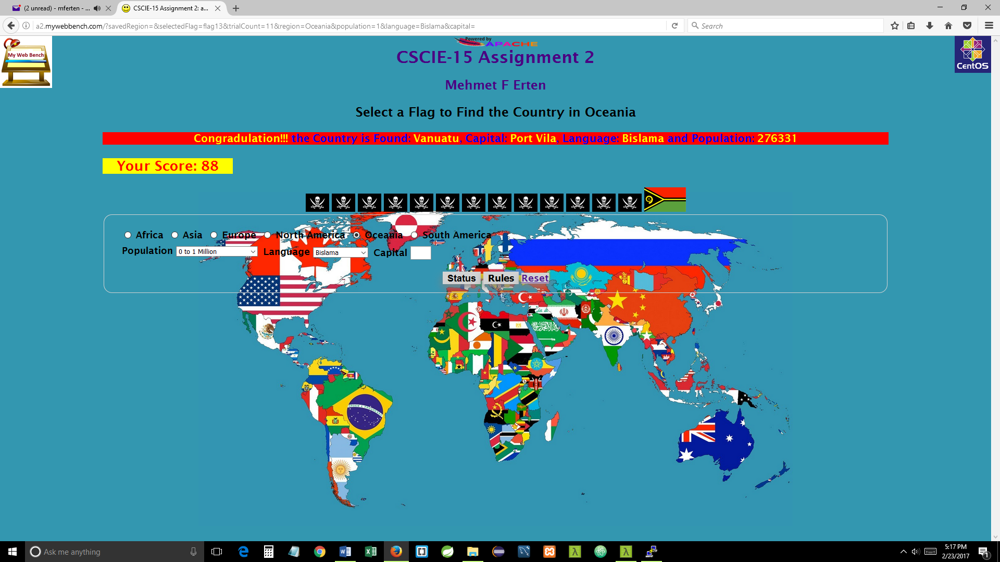 (2 unread) - mferten - ...
CSCIE-15 Assignment 2: a...
a2.mywebbench.com/?savedRegion=&selectedFlag=flag13&trialCount=11&region=Oceania&population=1&language=Bislama&capital=
Search
My Web Bench
Powered by
APACHE
CentOS
CSCIE-15 Assignment 2
Mehmet F Erten
Select a Flag to Find the Country in Oceania
Congradulation!!! the Country is Found: Vanuatu, Capital: Port Vila, Language: Bislama and Population: 276331
Your Score: 88
Africa Asia Europe North America Oceania South America
Population 0 to 1 Million Language Bislama Capital
Status Rules Reset
Ask me anything
5:17 PM
2/23/2017
1